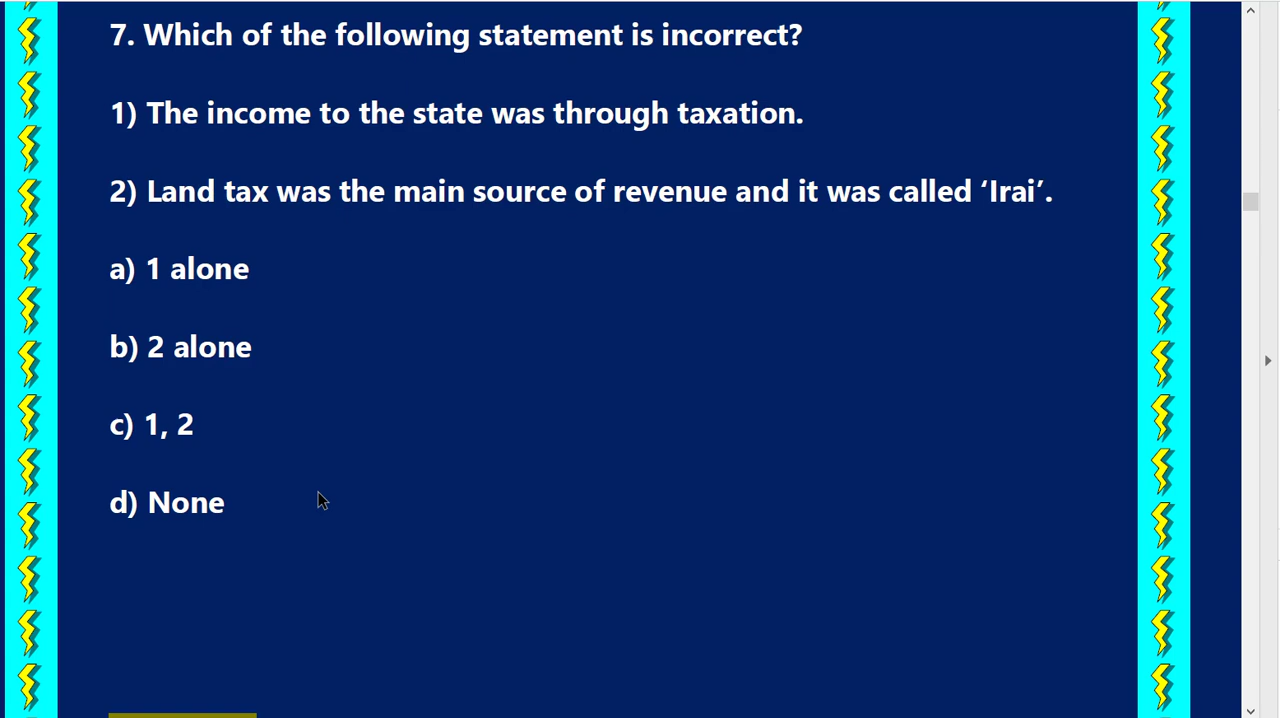 7. Which of the following statement is incorrect?
1) The income to the state was through taxation.
2) Land tax was the main source of revenue and it was called ‘Irai’.
a) 1 alone
b) 2 alone
c) 1, 2
d) None